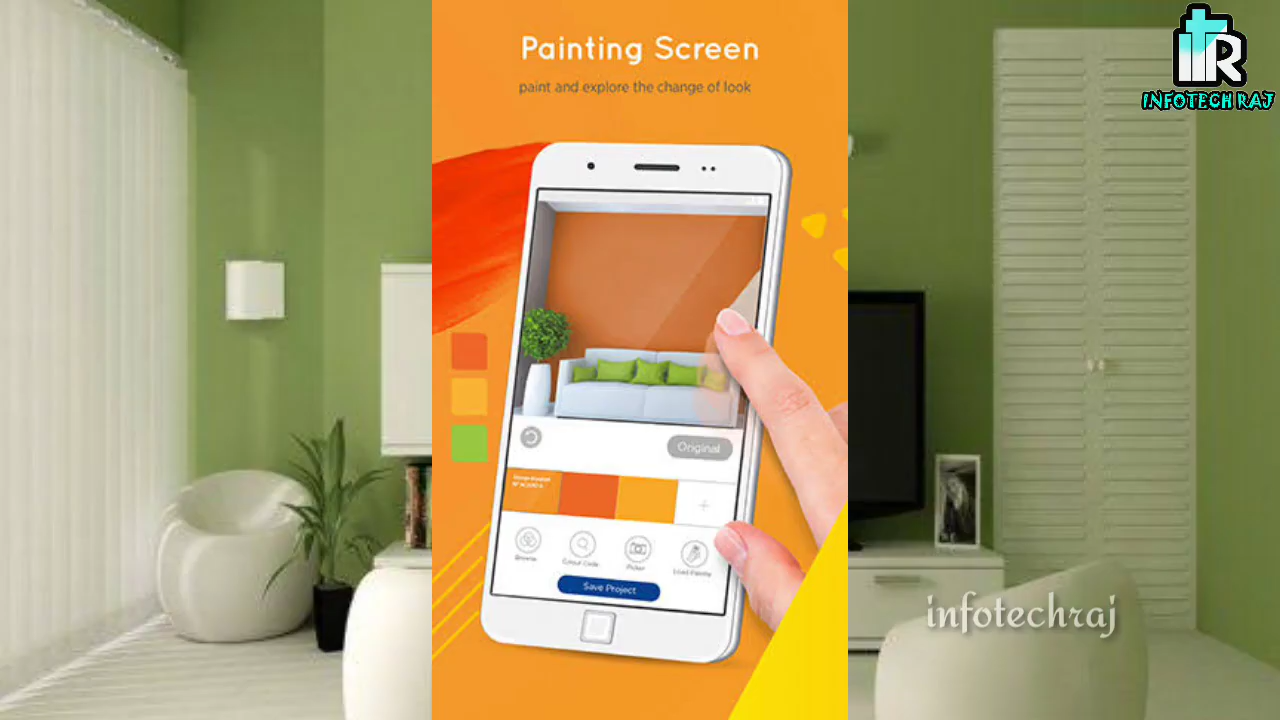 Painting Screen
paint and explore the change of look
INFOTECH RAJ
Original
Browse
Colour Code
Picker
Load Palette
Save Project
infotechraj